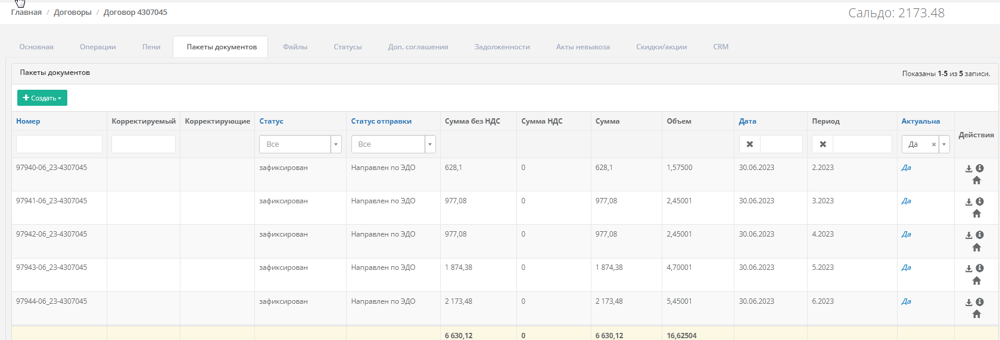 Главная / Договоры / Договор 4307045
Сальдо: 2173.48
Основная Операции Пени Пакеты документов Файлы Статусы Доп. соглашения Задолженности Акты невывоза Скидки/акции CRM
Пакеты документов
Показаны 1-5 из 5 записи.
Создать
Номер Корректируемый Корректирующие Статус Статус отправки Сумма без НДС Сумма НДС Сумма Объем Дата Период Актуальна Действия
Все Все Да ×
97940-06_23-4307045 зафиксирован Направлен по ЭДО 628,1 0 628,1 1,57500 30.06.2023 2.2023 Да
97941-06_23-4307045 зафиксирован Направлен по ЭДО 977,08 0 977,08 2,45001 30.06.2023 3.2023 Да
97942-06_23-4307045 зафиксирован Направлен по ЭДО 977,08 0 977,08 2,45001 30.06.2023 4.2023 Да
97943-06_23-4307045 зафиксирован Направлен по ЭДО 1 874,38 0 1 874,38 4,70001 30.06.2023 5.2023 Да
97944-06_23-4307045 зафиксирован Направлен по ЭДО 2 173,48 0 2 173,48 5,45001 30.06.2023 6.2023 Да
6 630,12 0 6 630,12 16,62504